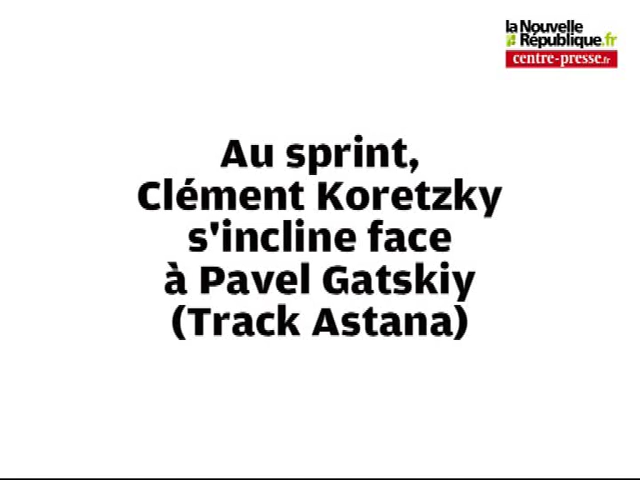 la Nouvelle
République.fr
centre-presse.fr
Au sprint,
Clément Koretzky
s'incline face
à Pavel Gatskiy
(Track Astana)